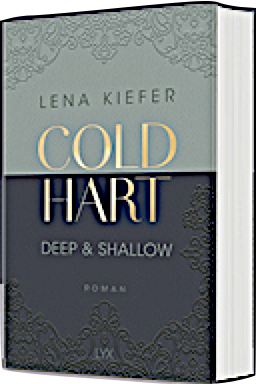 LENA KIEFER
COLD
HART
DEEP & SHALLOW
ROMAN
LYX